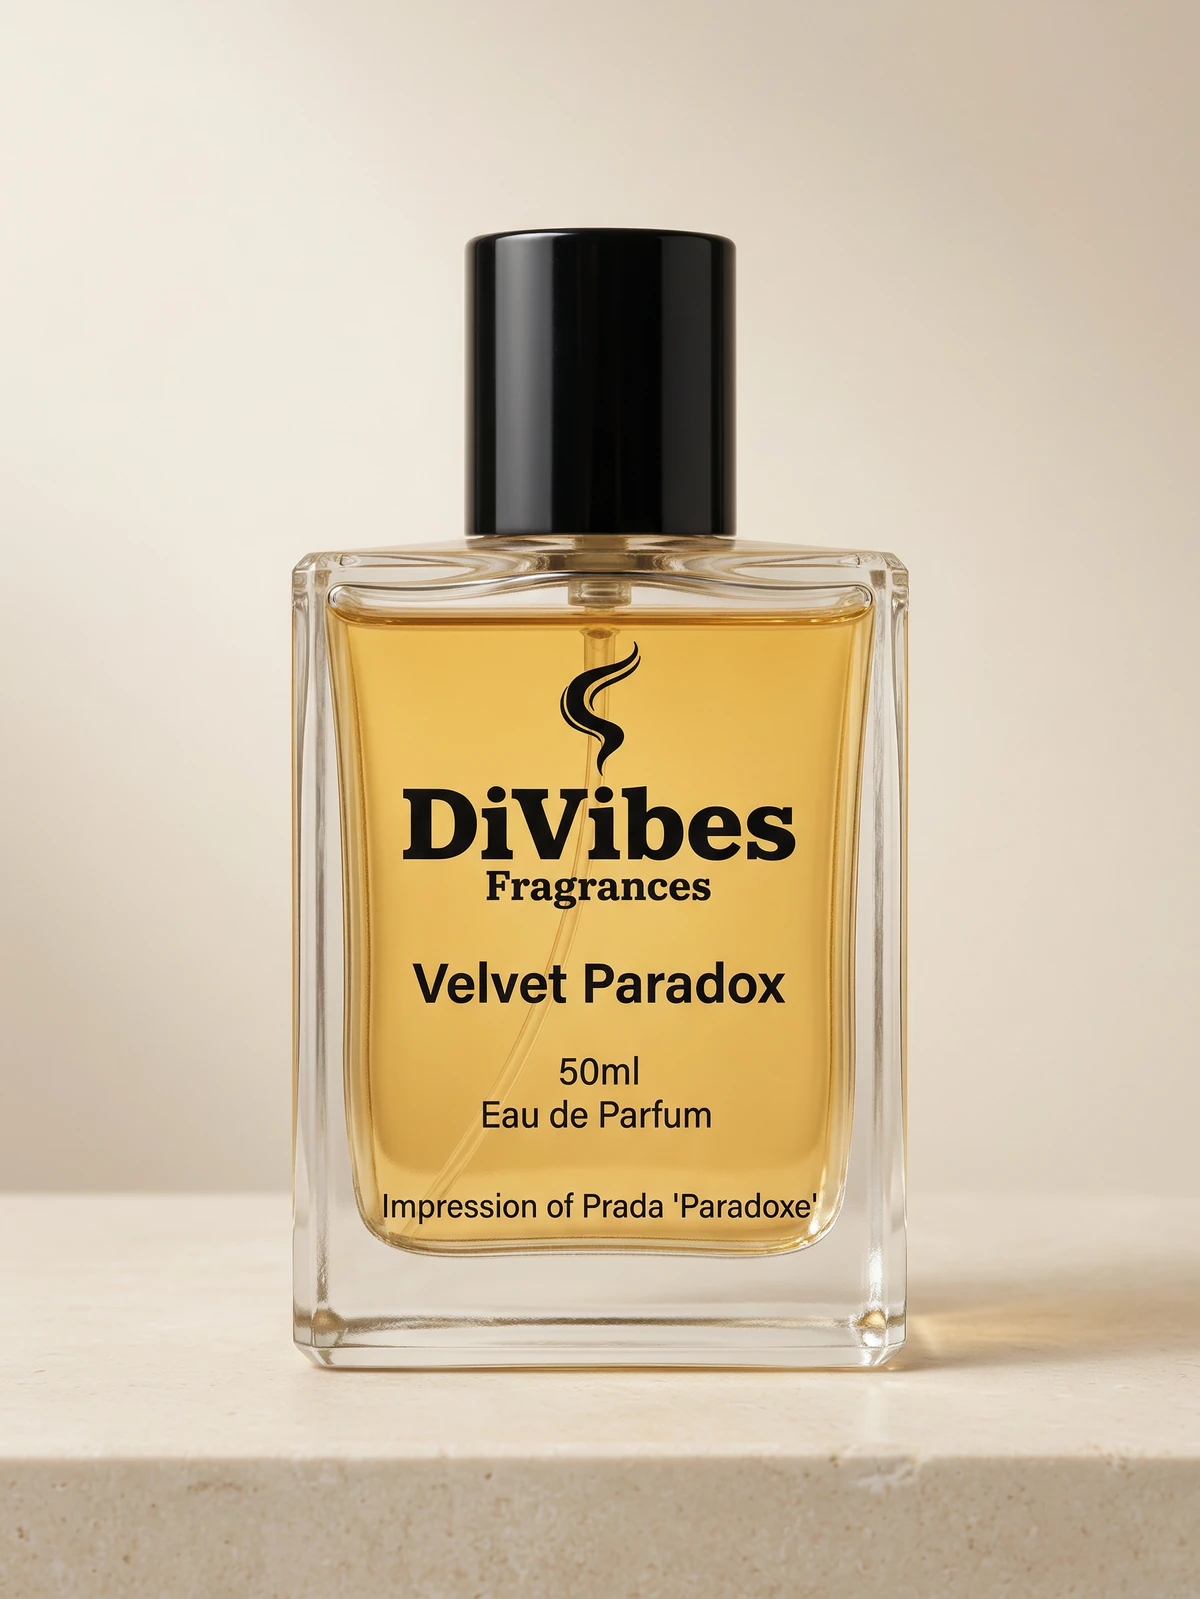 DiVibes
Fragrances
Velvet Paradox
50ml
Eau de Parfum
Impression of Prada 'Paradoxe'